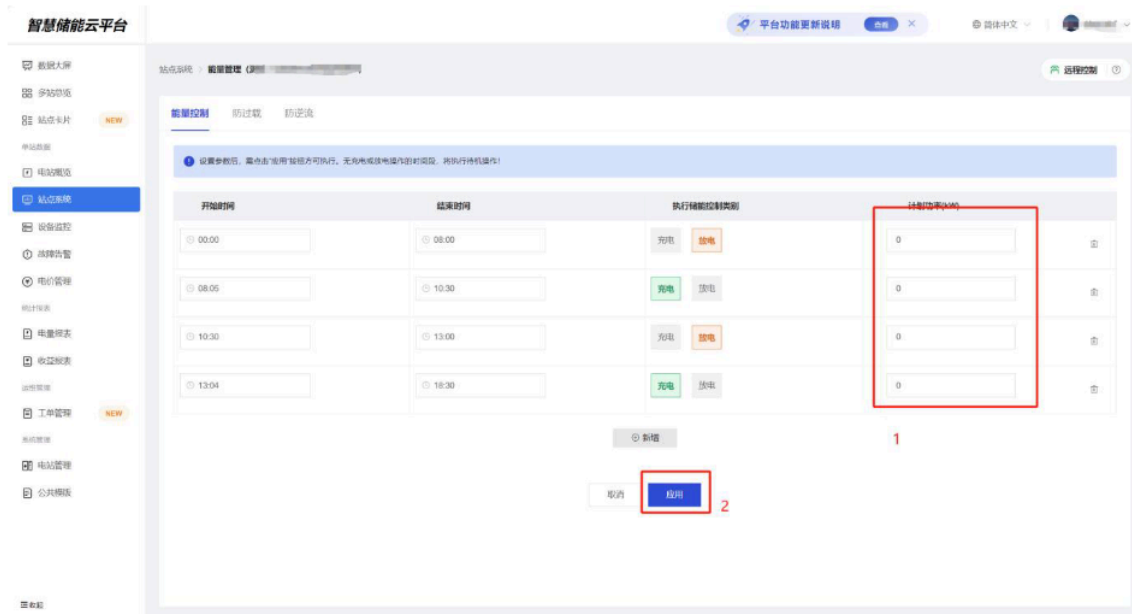 智慧储能云平台
平台功能更新说明 查看 ×
简体中文
数据大屏
多站总览
站点卡片 NEW
单站数据
电站概览
站点系统
设备监控
故障告警
电价管理
统计报表
电量报表
收益报表
运维管理
工单管理 NEW
系统管理
电站管理
公共模版
收起
站点系统 > 能量管理
远程控制
能量控制 防过载 防逆流
设置参数后，需点击"应用"按钮方可执行。无充电或放电操作的时间段，将执行待机操作！
开始时间 结束时间 执行储能控制类别 计划功率(kW)
00:00 08:00 充电 放电 0
08:05 10:30 充电 放电 0
10:30 13:00 充电 放电 0
13:04 18:30 充电 放电 0
新增
1
取消 应用
2